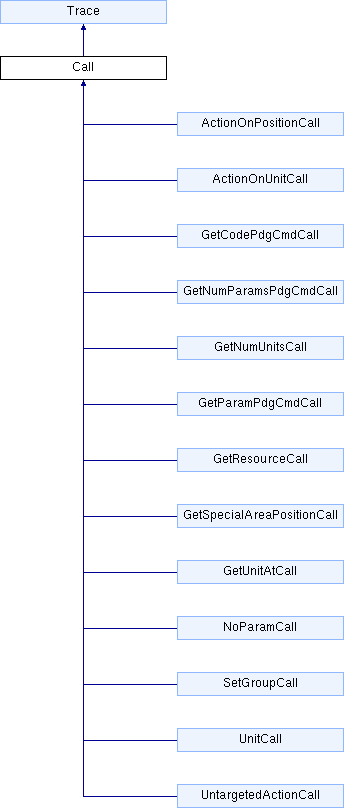 Trace
Call
ActionOnPositionCall
ActionOnUnitCall
GetCodePdgCmdCall
GetNumParamsPdgCmdCall
GetNumUnitsCall
GetParamPdgCmdCall
GetResourceCall
GetSpecialAreaPositionCall
GetUnitAtCall
NoParamCall
SetGroupCall
UnitCall
UntargetedActionCall